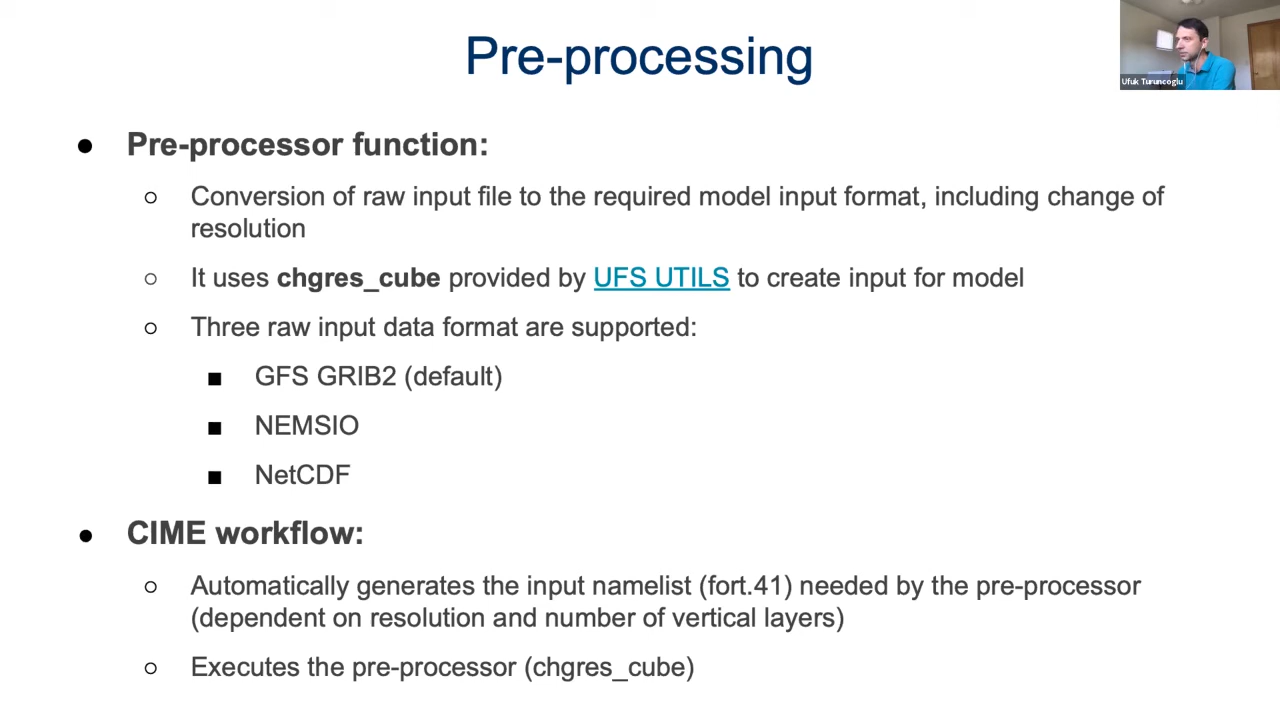 Pre-processing
Ufuk Turuncoglu
● Pre-processor function:
○ Conversion of raw input file to the required model input format, including change of
resolution
○ It uses chgres_cube provided by UFS UTILS to create input for model
○ Three raw input data format are supported:
■ GFS GRIB2 (default)
■ NEMSIO
■ NetCDF
● CIME workflow:
○ Automatically generates the input namelist (fort.41) needed by the pre-processor
(dependent on resolution and number of vertical layers)
○ Executes the pre-processor (chgres_cube)